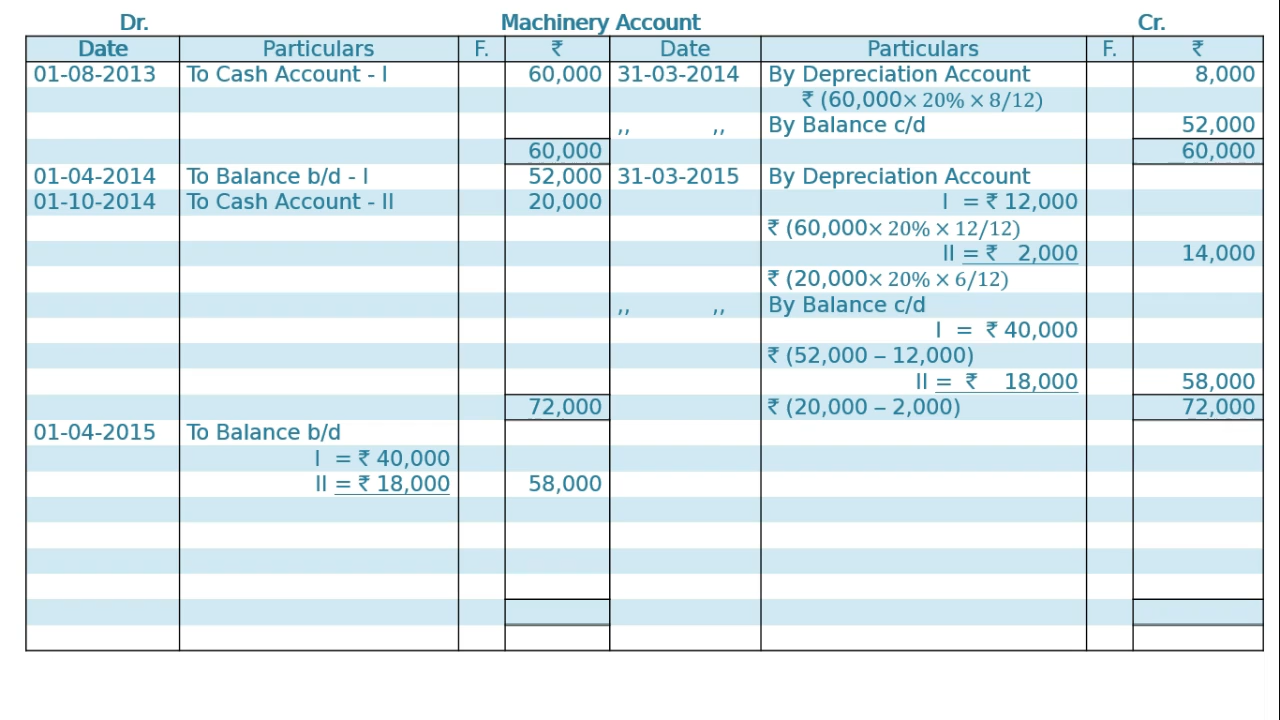 Dr. Machinery Account Cr.
Date Particulars F. ₹ Date Particulars F. ₹
01-08-2013 To Cash Account - I 60,000 31-03-2014 By Depreciation Account 8,000
₹ (60,000× 20% × 8/12)
,, ,, By Balance c/d 52,000
60,000 60,000
01-04-2014 To Balance b/d - I 52,000 31-03-2015 By Depreciation Account
01-10-2014 To Cash Account - II 20,000 I = ₹ 12,000
₹ (60,000× 20% × 12/12)
II = ₹ 2,000 14,000
₹ (20,000× 20% × 6/12)
,, ,, By Balance c/d
I = ₹ 40,000
₹ (52,000 – 12,000)
II = ₹ 18,000 58,000
72,000 ₹ (20,000 – 2,000) 72,000
01-04-2015 To Balance b/d
I = ₹ 40,000
II = ₹ 18,000 58,000